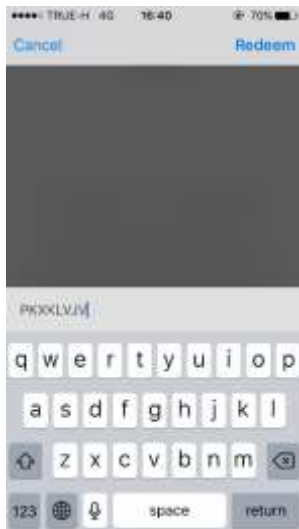 TRUE-H 4G 16:40 70%
Cancel Redeem
q w e r t y u i o p
a s d f g h j k l
z x c v b n m
123 space return